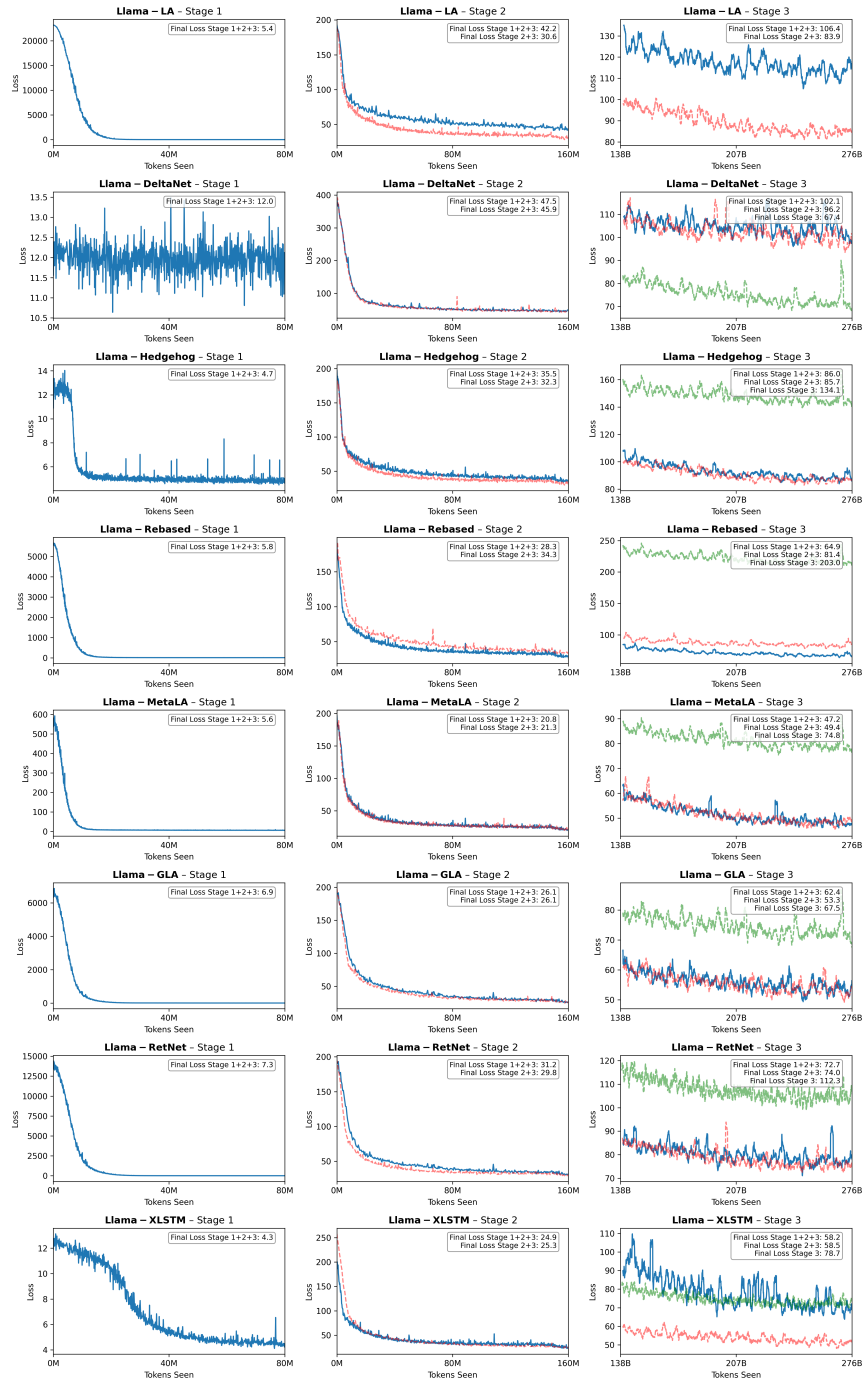 Llama − LA – Stage 1
Loss
20000
15000
10000
5000
0
Final Loss Stage 1+2+3: 5.4
0M
40M
80M
Tokens Seen
Llama − LA – Stage 2
Loss
200
150
100
50
Final Loss Stage 1+2+3: 42.2
Final Loss Stage 2+3: 30.6
0M
80M
160M
Tokens Seen
Llama − LA – Stage 3
Loss
130
120
110
100
90
80
Final Loss Stage 1+2+3: 106.4
Final Loss Stage 2+3: 83.9
138B
207B
276B
Tokens Seen
Llama − DeltaNet – Stage 1
Loss
13.5
13.0
12.5
12.0
11.5
11.0
10.5
Final Loss Stage 1+2+3: 12.0
0M
40M
80M
Tokens Seen
Llama − DeltaNet – Stage 2
Loss
400
300
200
100
Final Loss Stage 1+2+3: 47.5
Final Loss Stage 2+3: 45.9
0M
80M
160M
Tokens Seen
Llama − DeltaNet – Stage 3
Loss
110
100
90
80
70
Final Loss Stage 1+2+3: 102.1
Final Loss Stage 2+3: 96.2
Final Loss Stage 3: 67.4
138B
207B
276B
Tokens Seen
Llama − Hedgehog – Stage 1
Loss
14
12
10
8
6
Final Loss Stage 1+2+3: 4.7
0M
40M
80M
Tokens Seen
Llama − Hedgehog – Stage 2
Loss
200
150
100
50
Final Loss Stage 1+2+3: 35.5
Final Loss Stage 2+3: 32.3
0M
80M
160M
Tokens Seen
Llama − Hedgehog – Stage 3
Loss
160
140
120
100
80
Final Loss Stage 1+2+3: 86.0
Final Loss Stage 2+3: 85.7
Final Loss Stage 3: 134.1
138B
207B
276B
Tokens Seen
Llama − Rebased – Stage 1
Loss
5000
4000
3000
2000
1000
0
Final Loss Stage 1+2+3: 5.8
0M
40M
80M
Tokens Seen
Llama − Rebased – Stage 2
Loss
150
100
50
Final Loss Stage 1+2+3: 28.3
Final Loss Stage 2+3: 34.3
0M
80M
160M
Tokens Seen
Llama − Rebased – Stage 3
Loss
250
200
150
100
Final Loss Stage 1+2+3: 64.9
Final Loss Stage 2+3: 81.4
Final Loss Stage 3: 203.0
138B
207B
276B
Tokens Seen
Llama − MetaLA – Stage 1
Loss
600
500
400
300
200
100
0
Final Loss Stage 1+2+3: 5.6
0M
40M
80M
Tokens Seen
Llama − MetaLA – Stage 2
Loss
200
150
100
50
Final Loss Stage 1+2+3: 20.8
Final Loss Stage 2+3: 21.3
0M
80M
160M
Tokens Seen
Llama − MetaLA – Stage 3
Loss
90
80
70
60
50
Final Loss Stage 1+2+3: 47.2
Final Loss Stage 2+3: 49.4
Final Loss Stage 3: 74.8
138B
207B
276B
Tokens Seen
Llama − GLA – Stage 1
Loss
6000
4000
2000
0
Final Loss Stage 1+2+3: 6.9
0M
40M
80M
Tokens Seen
Llama − GLA – Stage 2
Loss
200
150
100
50
Final Loss Stage 1+2+3: 26.1
Final Loss Stage 2+3: 26.1
0M
80M
160M
Tokens Seen
Llama − GLA – Stage 3
Loss
80
70
60
50
Final Loss Stage 1+2+3: 62.4
Final Loss Stage 2+3: 53.3
Final Loss Stage 3: 67.5
138B
207B
276B
Tokens Seen
Llama − RetNet – Stage 1
Loss
15000
12500
10000
7500
5000
2500
0
Final Loss Stage 1+2+3: 7.3
0M
40M
80M
Tokens Seen
Llama − RetNet – Stage 2
Loss
200
150
100
50
Final Loss Stage 1+2+3: 31.2
Final Loss Stage 2+3: 29.8
0M
80M
160M
Tokens Seen
Llama − RetNet – Stage 3
Loss
120
110
100
90
80
70
Final Loss Stage 1+2+3: 72.7
Final Loss Stage 2+3: 74.0
Final Loss Stage 3: 112.3
138B
207B
276B
Tokens Seen
Llama − XLSTM – Stage 1
Loss
12
10
8
6
4
Final Loss Stage 1+2+3: 4.3
0M
40M
80M
Tokens Seen
Llama − XLSTM – Stage 2
Loss
250
200
150
100
50
Final Loss Stage 1+2+3: 24.9
Final Loss Stage 2+3: 25.3
0M
80M
160M
Tokens Seen
Llama − XLSTM – Stage 3
Loss
110
100
90
80
70
60
50
Final Loss Stage 1+2+3: 58.2
Final Loss Stage 2+3: 58.5
Final Loss Stage 3: 78.7
138B
207B
276B
Tokens Seen